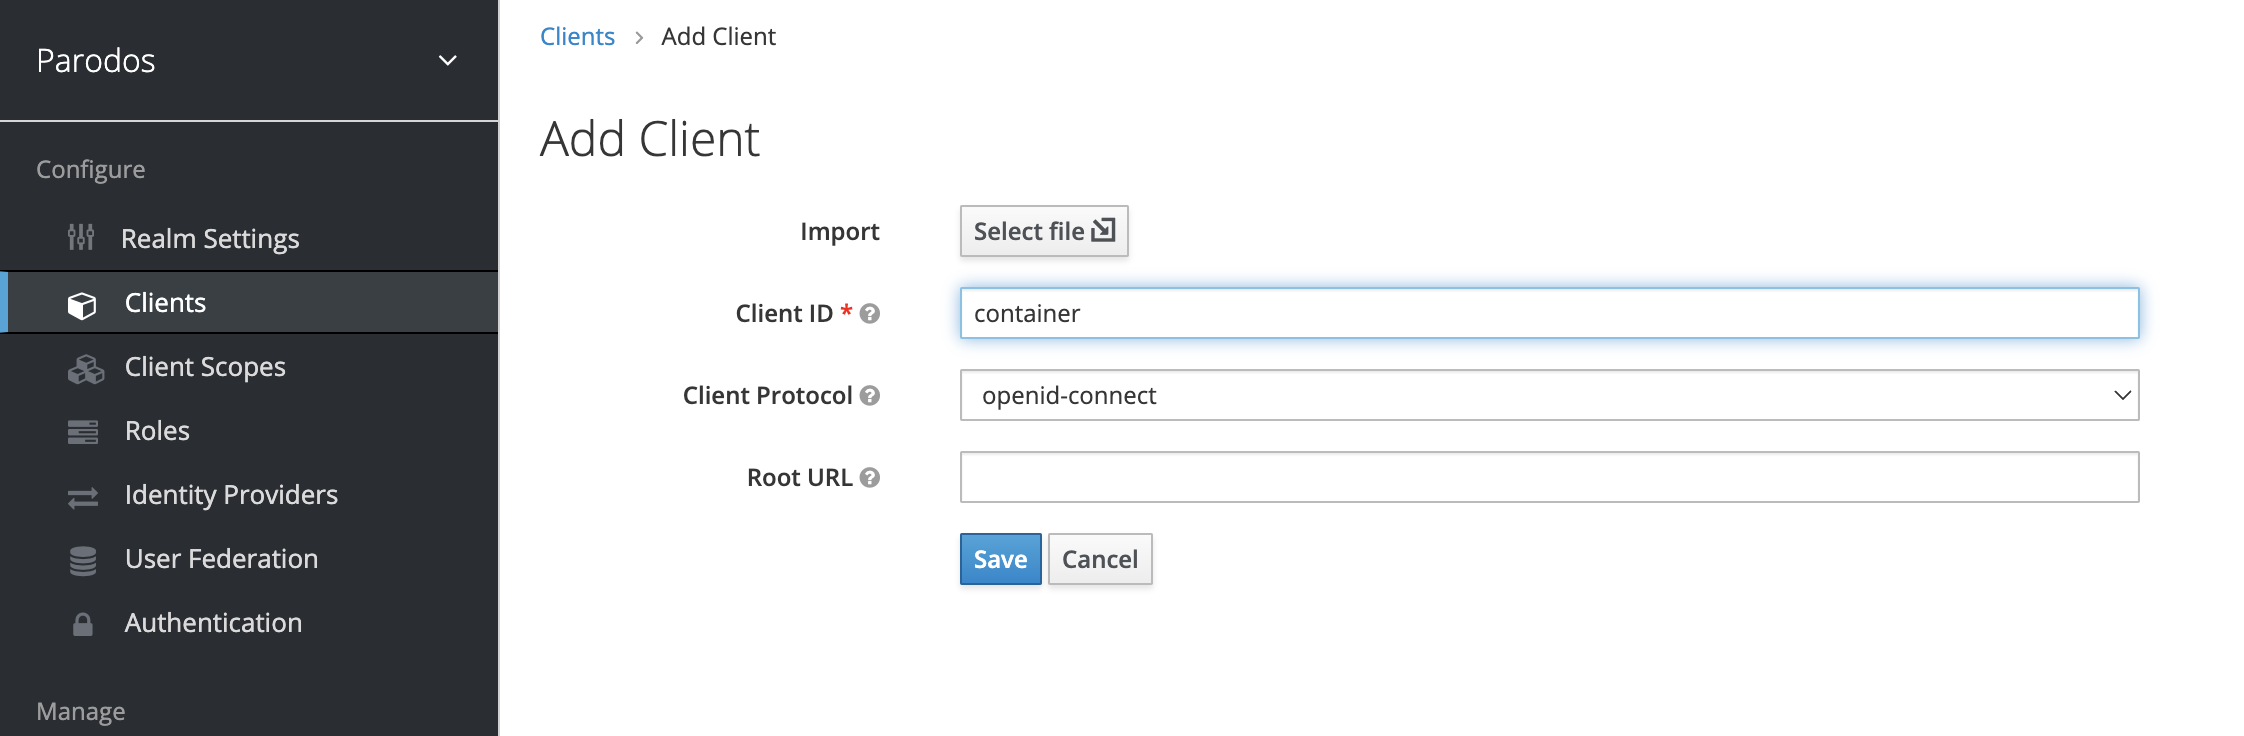 Parodos
Configure
Realm Settings
Clients
Client Scopes
Roles
Identity Providers
User Federation
Authentication
Manage
Clients > Add Client
Add Client
Import Select file
Client ID * container
Client Protocol openid-connect
Root URL
Save Cancel